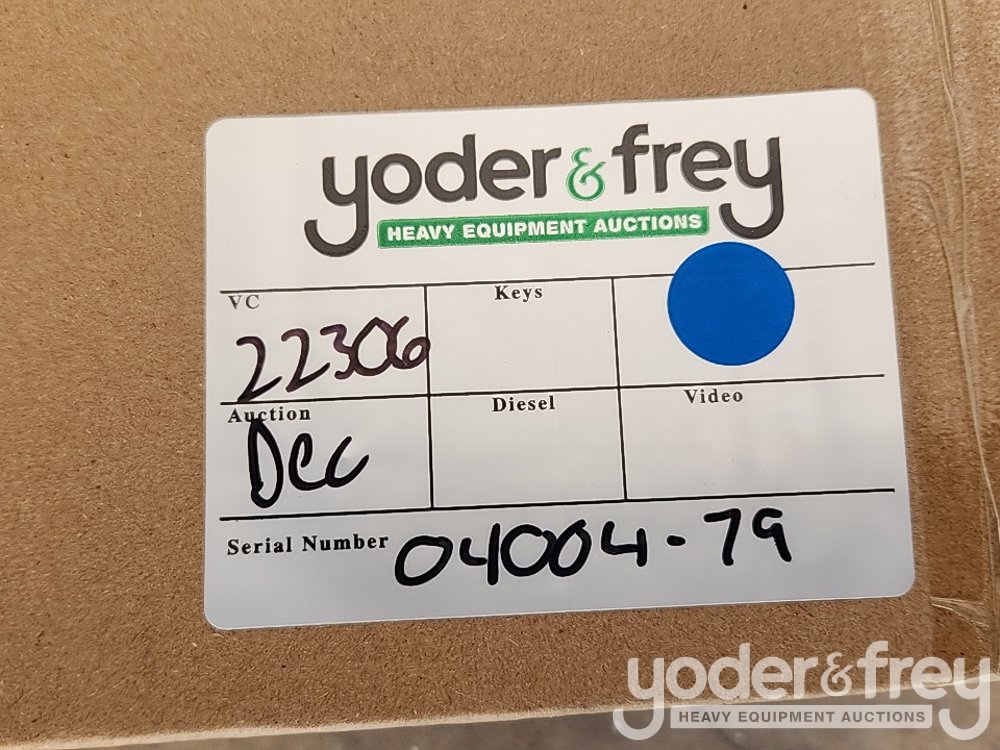 yoder & frey
HEAVY EQUIPMENT AUCTIONS
VC
Keys
22306
Auction
Diesel
Video
Dec
Serial Number 04004-79
yoder & frey
HEAVY EQUIPMENT AUCTIONS